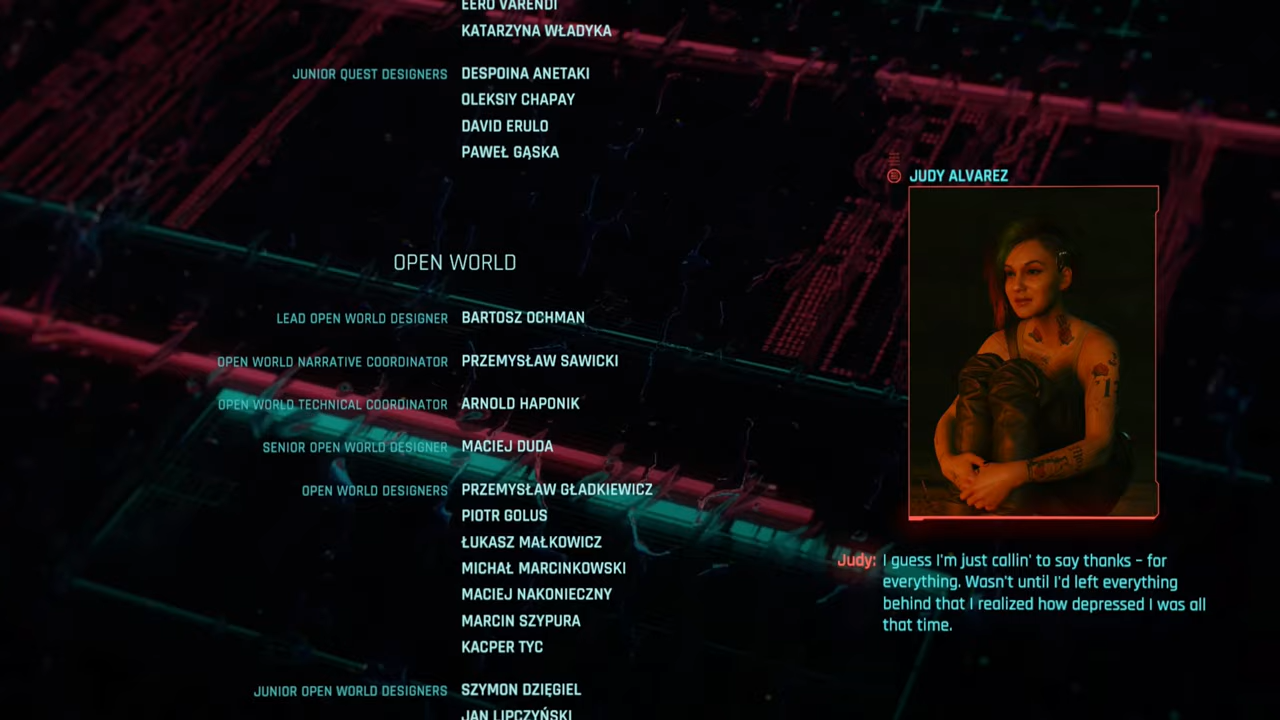 EERO VARENDI
KATARZYNA WŁADYKA
JUNIOR QUEST DESIGNERS DESPOINA ANETAKI
OLEKSIY CHAPAY
DAVID ERULO
PAWEŁ GĄSKA
OPEN WORLD
LEAD OPEN WORLD DESIGNER BARTOSZ OCHMAN
OPEN WORLD NARRATIVE COORDINATOR PRZEMYSŁAW SAWICKI
OPEN WORLD TECHNICAL COORDINATOR ARNOLD HAPONIK
SENIOR OPEN WORLD DESIGNER MACIEJ DUDA
OPEN WORLD DESIGNERS PRZEMYSŁAW GŁADKIEWICZ
PIOTR GOLUS
ŁUKASZ MAŁKOWICZ
MICHAŁ MARCINKOWSKI
MACIEJ NAKONIECZNY
MARCIN SZYPURA
KACPER TYC
JUNIOR OPEN WORLD DESIGNERS SZYMON DZIĘGIEL
JAN LIPCZYŃSKI
JUDY ALVAREZ
Judy: I guess I'm just callin' to say thanks – for
everything. Wasn't until I'd left everything
behind that I realized how depressed I was all
that time.